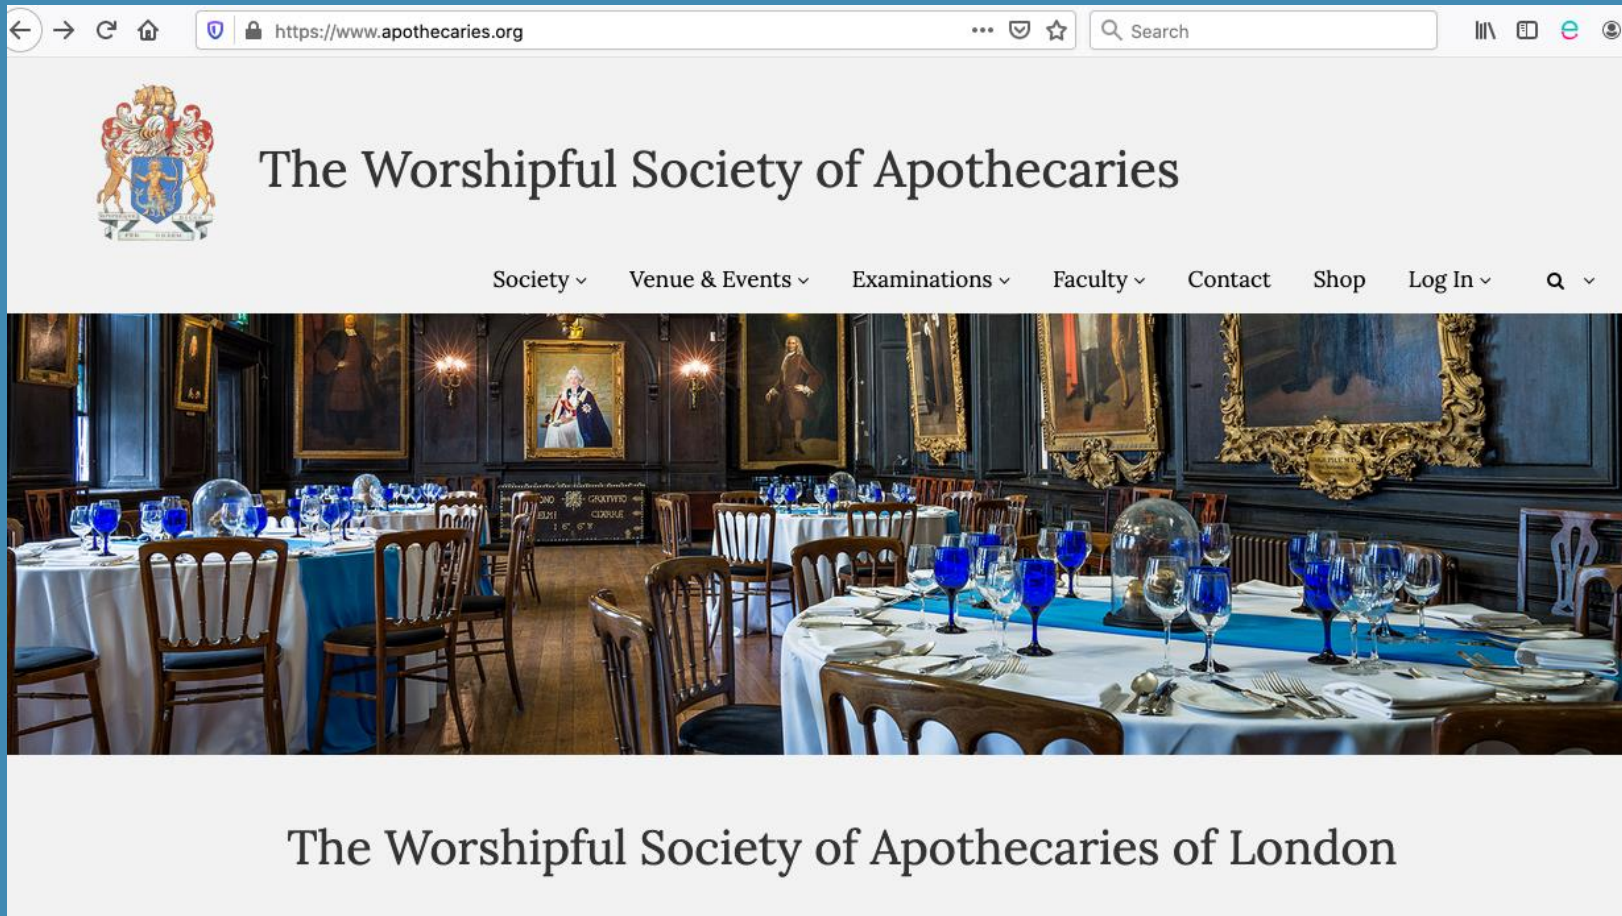 https://www.apothecaries.org
Search
The Worshipful Society of Apothecaries
Society
Venue & Events
Examinations
Faculty
Contact
Shop
Log In
The Worshipful Society of Apothecaries of London